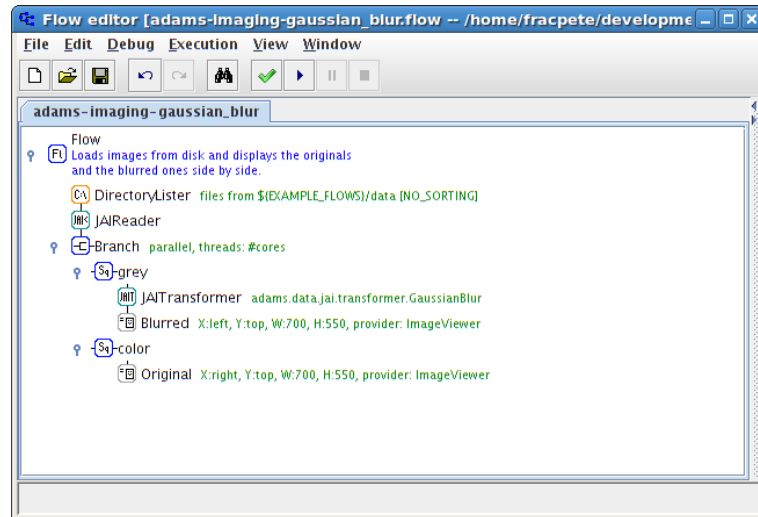 Flow editor [adams-imaging-gaussian_blur.flow -- /home/fracpete/developme
File Edit Debug Execution View Window
adams-imaging-gaussian_blur
Flow
Loads images from disk and displays the originals
and the blurred ones side by side.
DirectoryLister files from ${EXAMPLE_FLOWS}/data [NO_SORTING]
JAIReader
Branch parallel, threads: #cores
grey
JAITransformer adams.data.jai.transformer.GaussianBlur
Blurred X:left, Y:top, W:700, H:550, provider: ImageViewer
color
Original X:right, Y:top, W:700, H:550, provider: ImageViewer